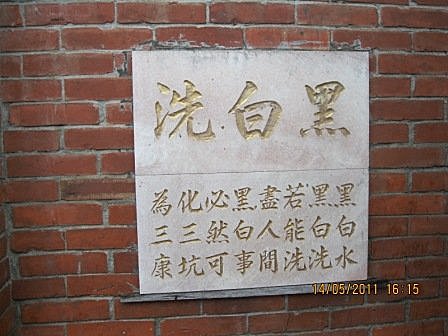 黑白洗
黑白水
黑白洗
若能洗
盡人間
黑白事
必然可
化三坑
為三康
14/05/2011 16:15